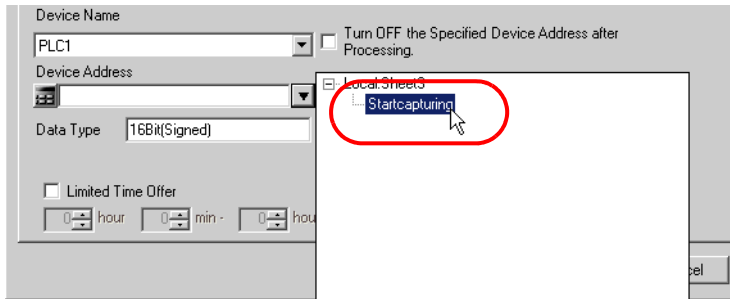 Device Name
PLC1
Turn OFF the Specified Device Address after
Processing.
Device Address
Local:Sheet3
Startcapturing
Data Type 16Bit(Signed)
Limited Time Offer
0 hour 0 min - 0 hou
cel